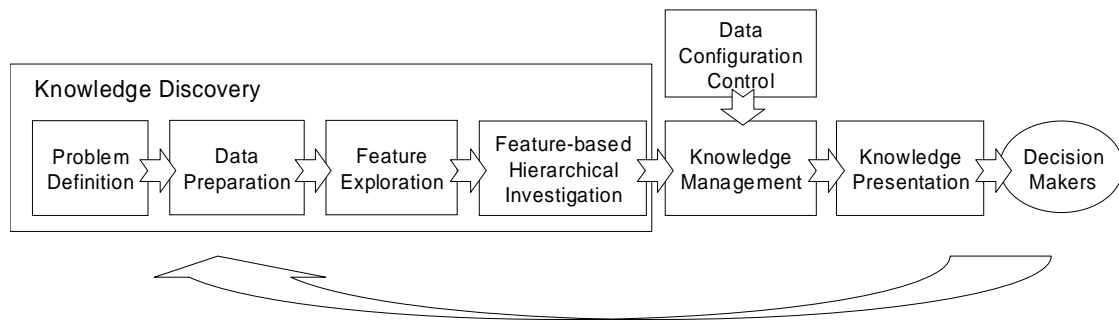 Data
Configuration
Control
Knowledge Discovery
Problem
Definition
Data
Preparation
Feature
Exploration
Feature-based
Hierarchical
Investigation
Knowledge
Management
Knowledge
Presentation
Decision
Makers